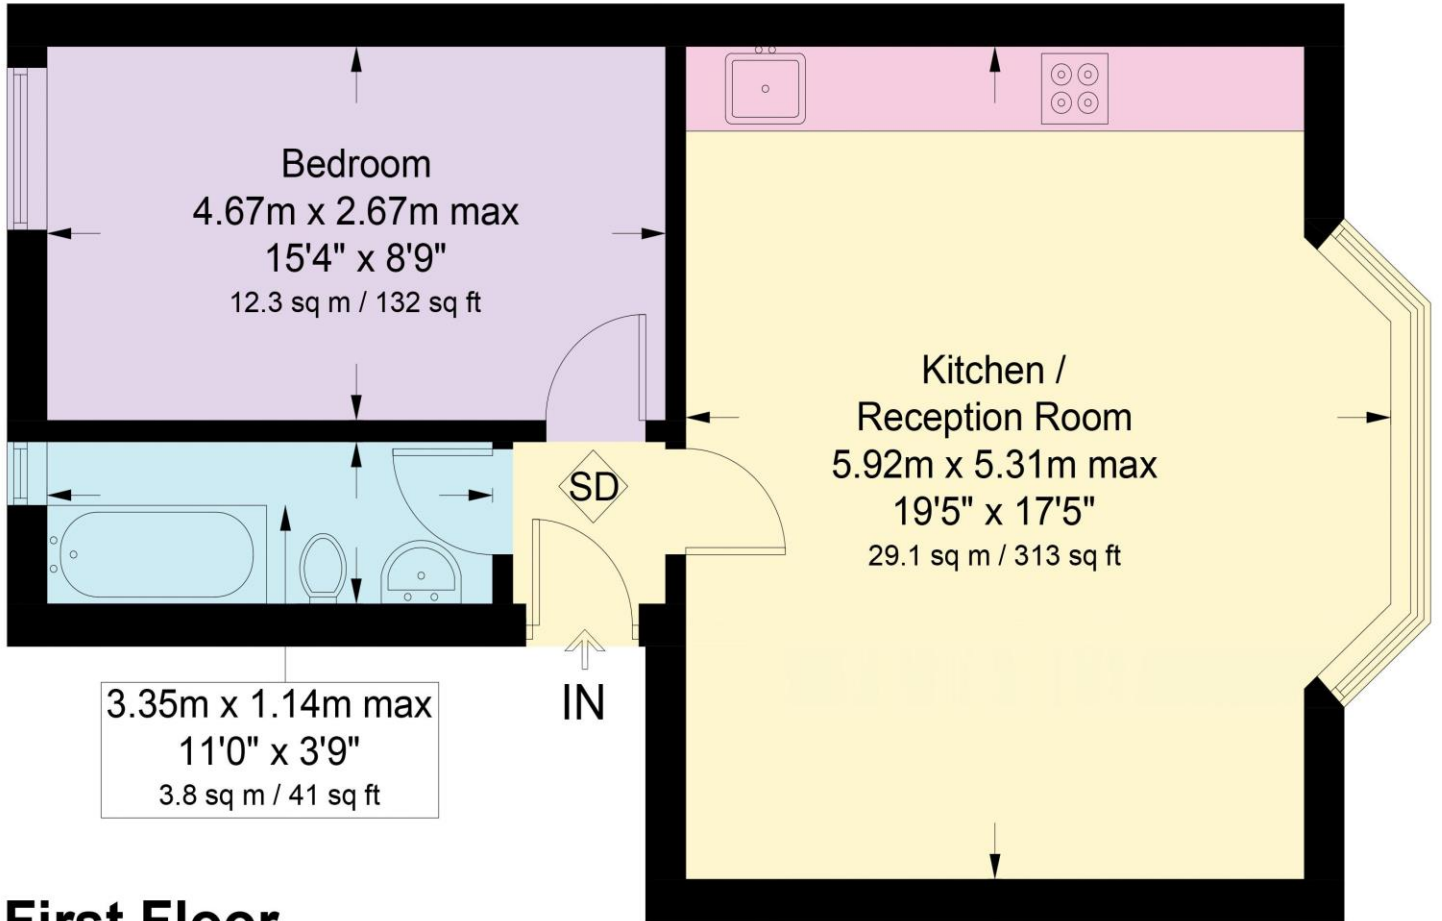 Bedroom
4.67m x 2.67m max
15'4" x 8'9"
12.3 sq m / 132 sq ft
Kitchen /
Reception Room
5.92m x 5.31m max
19'5" x 17'5"
29.1 sq m / 313 sq ft
SD
IN
3.35m x 1.14m max
11'0" x 3'9"
3.8 sq m / 41 sq ft
First Floor